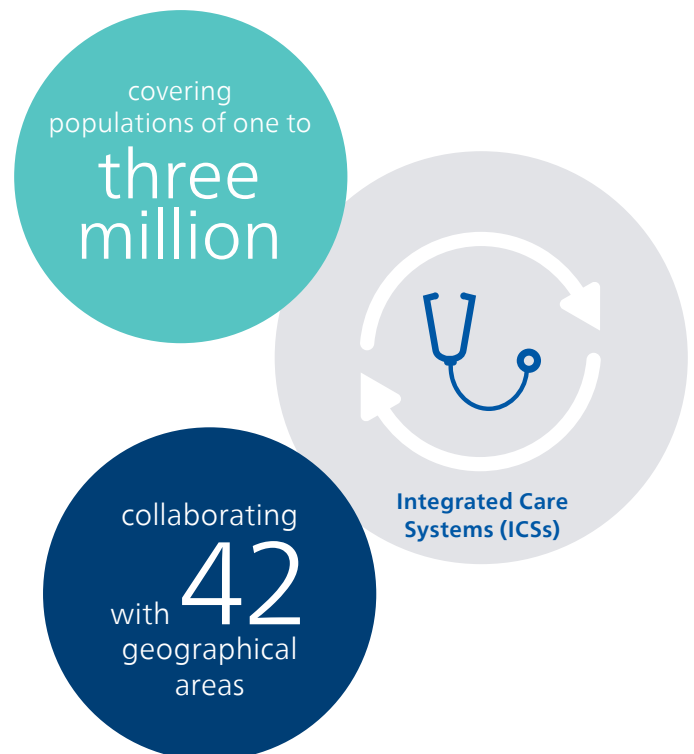 covering
populations of one to
three
million
Integrated Care
Systems (ICSs)
collaborating
with 42
geographical
areas